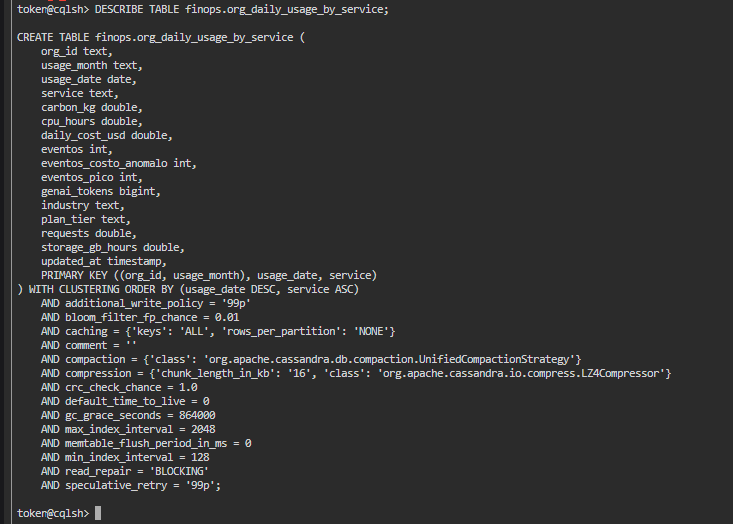 token@cqlsh> DESCRIBE TABLE finops.org_daily_usage_by_service;
CREATE TABLE finops.org_daily_usage_by_service (
    org_id text,
    usage_month text,
    usage_date date,
    service text,
    carbon_kg double,
    cpu_hours double,
    daily_cost_usd double,
    eventos int,
    eventos_costo_anomalo int,
    eventos_pico int,
    genai_tokens bigint,
    industry text,
    plan_tier text,
    requests double,
    storage_gb_hours double,
    updated_at timestamp,
    PRIMARY KEY ((org_id, usage_month), usage_date, service)
) WITH CLUSTERING ORDER BY (usage_date DESC, service ASC)
    AND additional_write_policy = '99p'
    AND bloom_filter_fp_chance = 0.01
    AND caching = {'keys': 'ALL', 'rows_per_partition': 'NONE'}
    AND comment = ''
    AND compaction = {'class': 'org.apache.cassandra.db.compaction.UnifiedCompactionStrategy'}
    AND compression = {'chunk_length_in_kb': '16', 'class': 'org.apache.cassandra.io.compress.LZ4Compressor'}
    AND crc_check_chance = 1.0
    AND default_time_to_live = 0
    AND gc_grace_seconds = 864000
    AND max_index_interval = 2048
    AND memtable_flush_period_in_ms = 0
    AND min_index_interval = 128
    AND read_repair = 'BLOCKING'
    AND speculative_retry = '99p';
token@cqlsh>